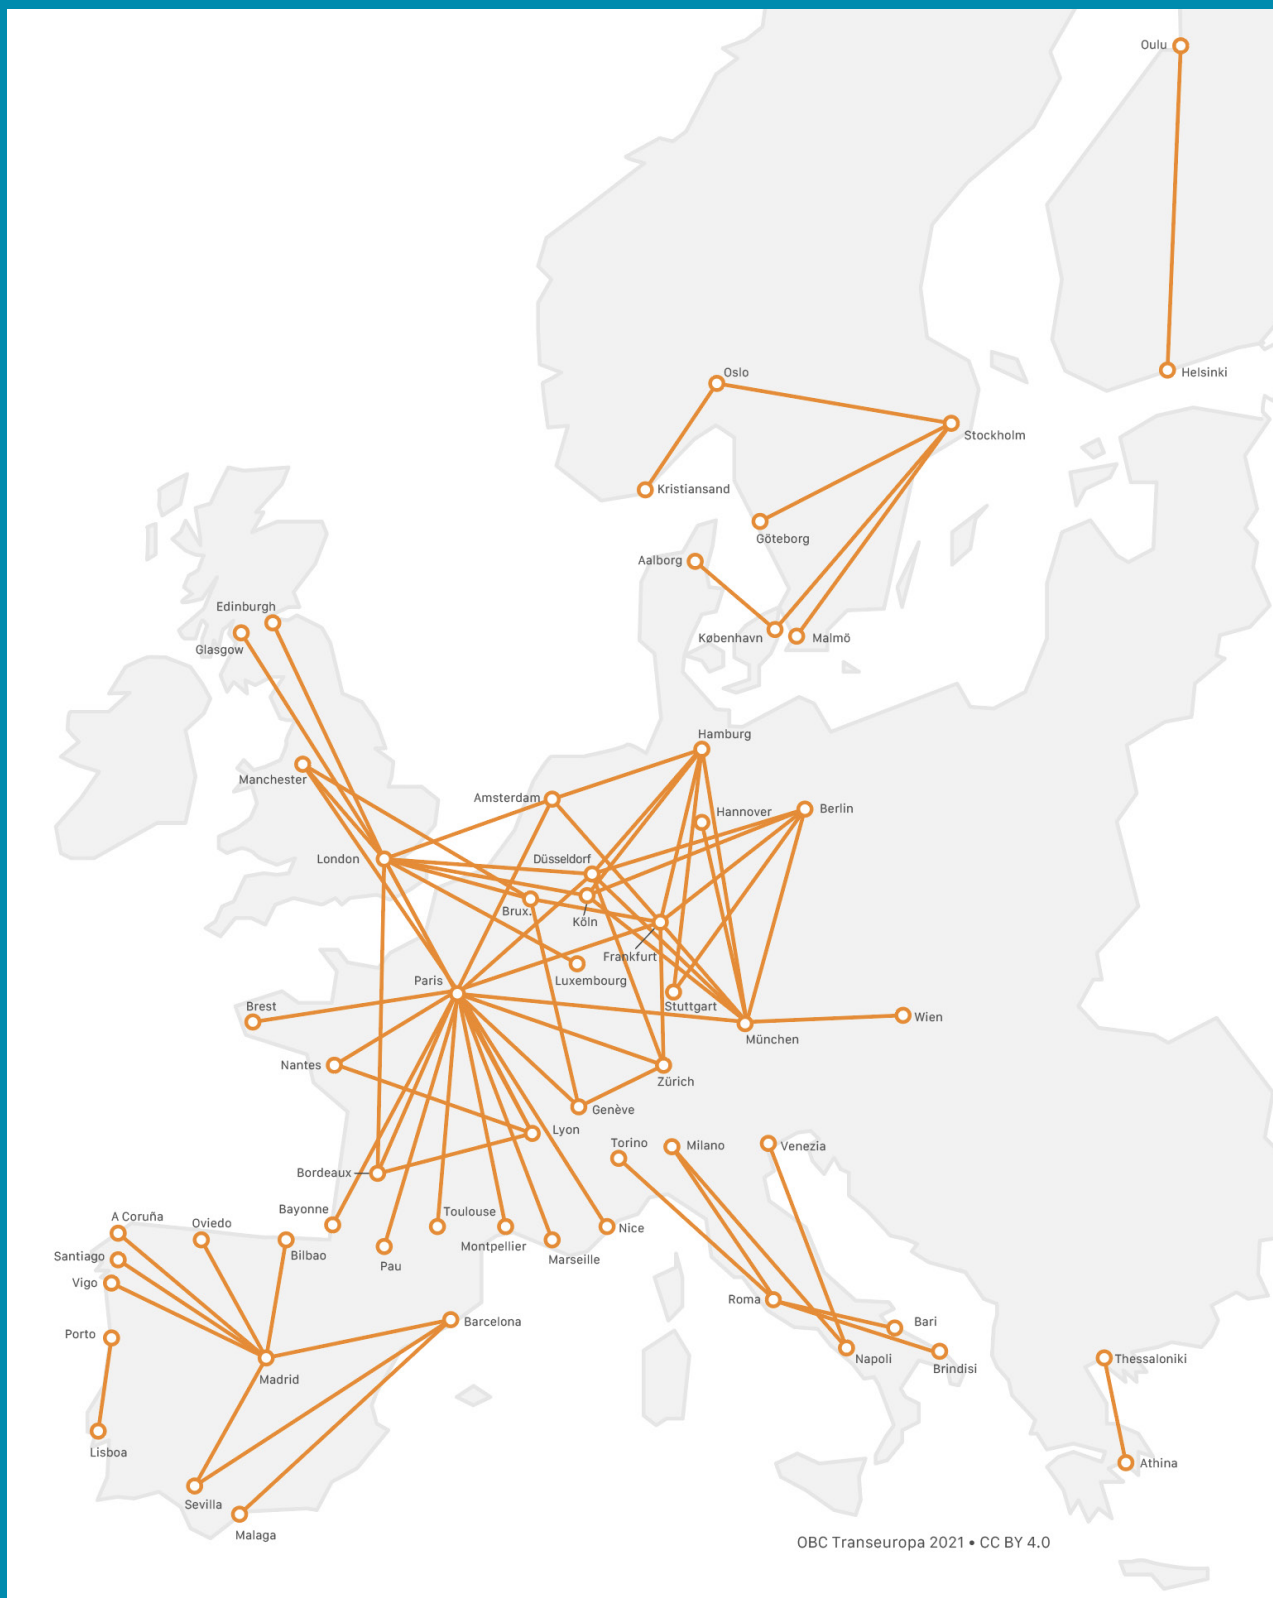 Oulu
Oslo
Helsinki
Stockholm
Kristiansand
Göteborg
Aalborg
Edinburgh
København
Malmö
Glasgow
Hamburg
Manchester
Amsterdam
Hannover
Berlin
London
Düsseldorf
Brux.
Köln
Frankfurt
Paris
Luxembourg
Brest
Stuttgart
Wien
München
Nantes
Zürich
Genève
Lyon
Torino
Milano
Venezia
Bordeaux
Bayonne
A Coruña
Oviedo
Toulouse
Nice
Santiago
Bilbao
Montpellier
Marseille
Pau
Vigo
Roma
Barcelona
Bari
Porto
Napoli
Brindisi
Thessaloniki
Madrid
Lisboa
Athina
Sevilla
Malaga
OBC Transeuropa 2021 • CC BY 4.0